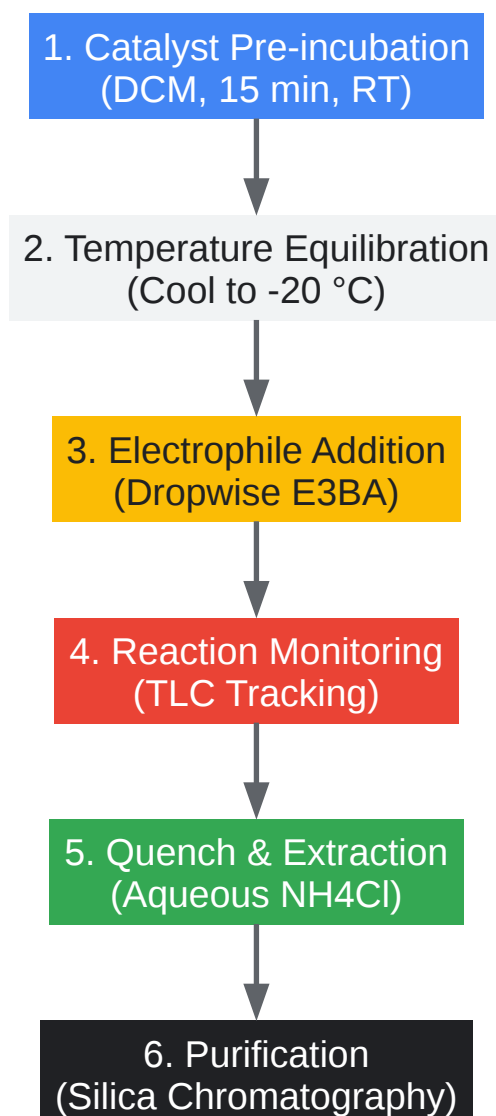 1. Catalyst Pre-incubation
(DCM, 15 min, RT)
2. Temperature Equilibration
(Cool to -20 °C)
3. Electrophile Addition
(Dropwise E3BA)
4. Reaction Monitoring
(TLC Tracking)
5. Quench & Extraction
(Aqueous NH4Cl)
6. Purification
(Silica Chromatography)